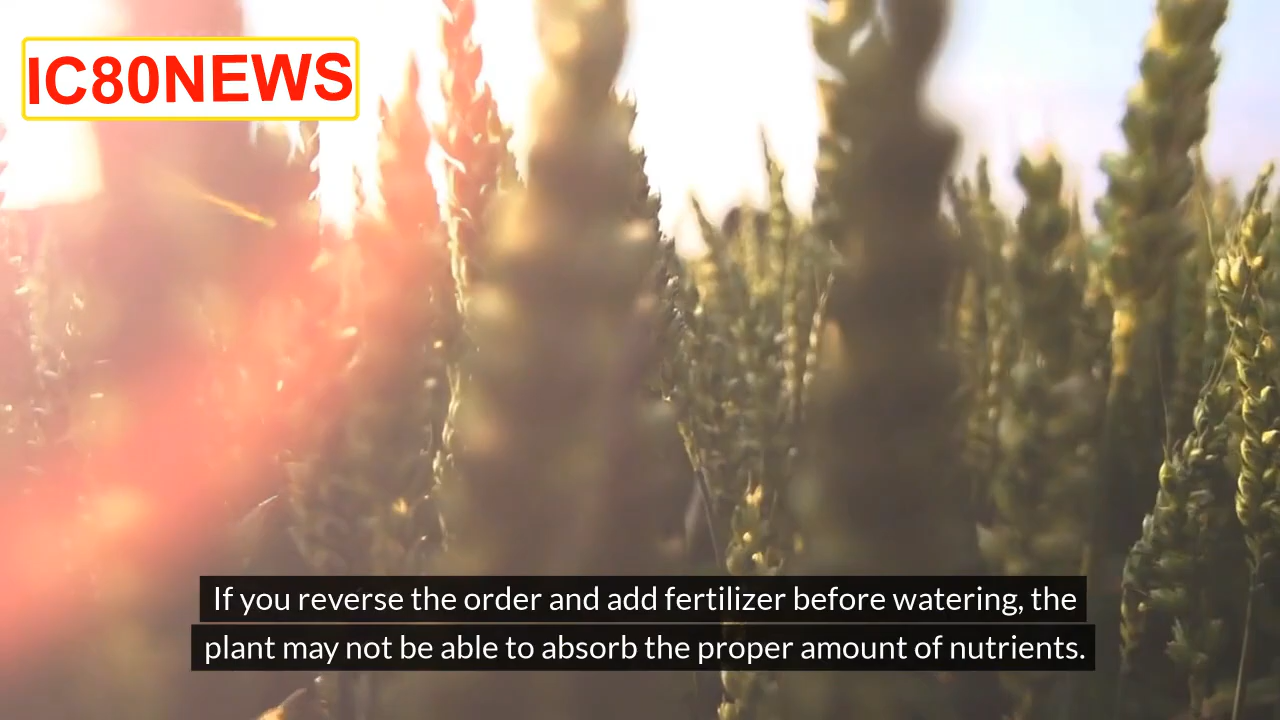 IC80NEWS
If you reverse the order and add fertilizer before watering, the
plant may not be able to absorb the proper amount of nutrients.